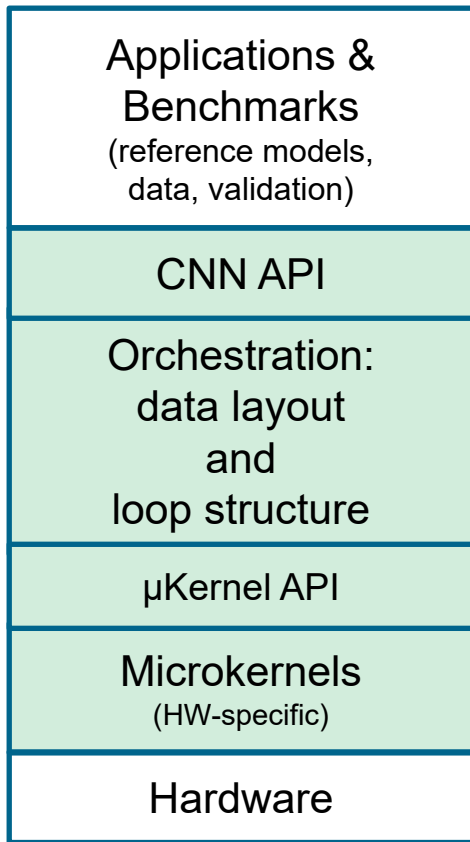 Applications &
Benchmarks
(reference models,
data, validation)
CNN API
Orchestration:
data layout
and
loop structure
µKernel API
Microkernels
(HW-specific)
Hardware